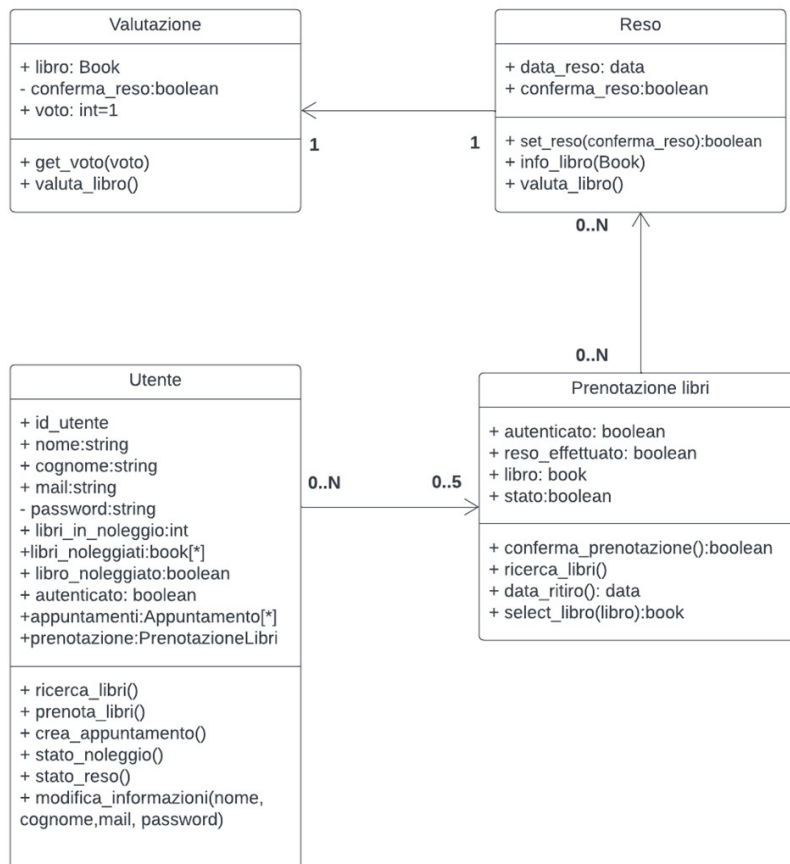 Valutazione
+ libro: Book
- conferma_reso:boolean
+ voto: int=1
+ get_voto(voto)
+ valuta_libro()
Reso
+ data_reso: data
+ conferma_reso:boolean
+ set_reso(conferma_reso):boolean
+ info_libro(Book)
+ valuta_libro()
1
1
0..N
0..N
Utente
+ id_utente
+ nome:string
+ cognome:string
+ mail:string
- password:string
+ libri_in_noleggio:int
+libri_noleggiati:book[*]
+ libro_noleggiato:boolean
+ autenticato: boolean
+appuntamenti:Appuntamento[*]
+prenotazione:PrenotazioneLibri
+ ricerca_libri()
+ prenota_libri()
+ crea_appuntamento()
+ stato_noleggio()
+ stato_reso()
+ modifica_informazioni(nome,
cognome,mail, password)
0..N
0..5
Prenotazione libri
+ autenticato: boolean
+ reso_effettuato: boolean
+ libro: book
+ stato:boolean
+ conferma_prenotazione():boolean
+ ricerca_libri()
+ data_ritiro(): data
+ select_libro(libro):book